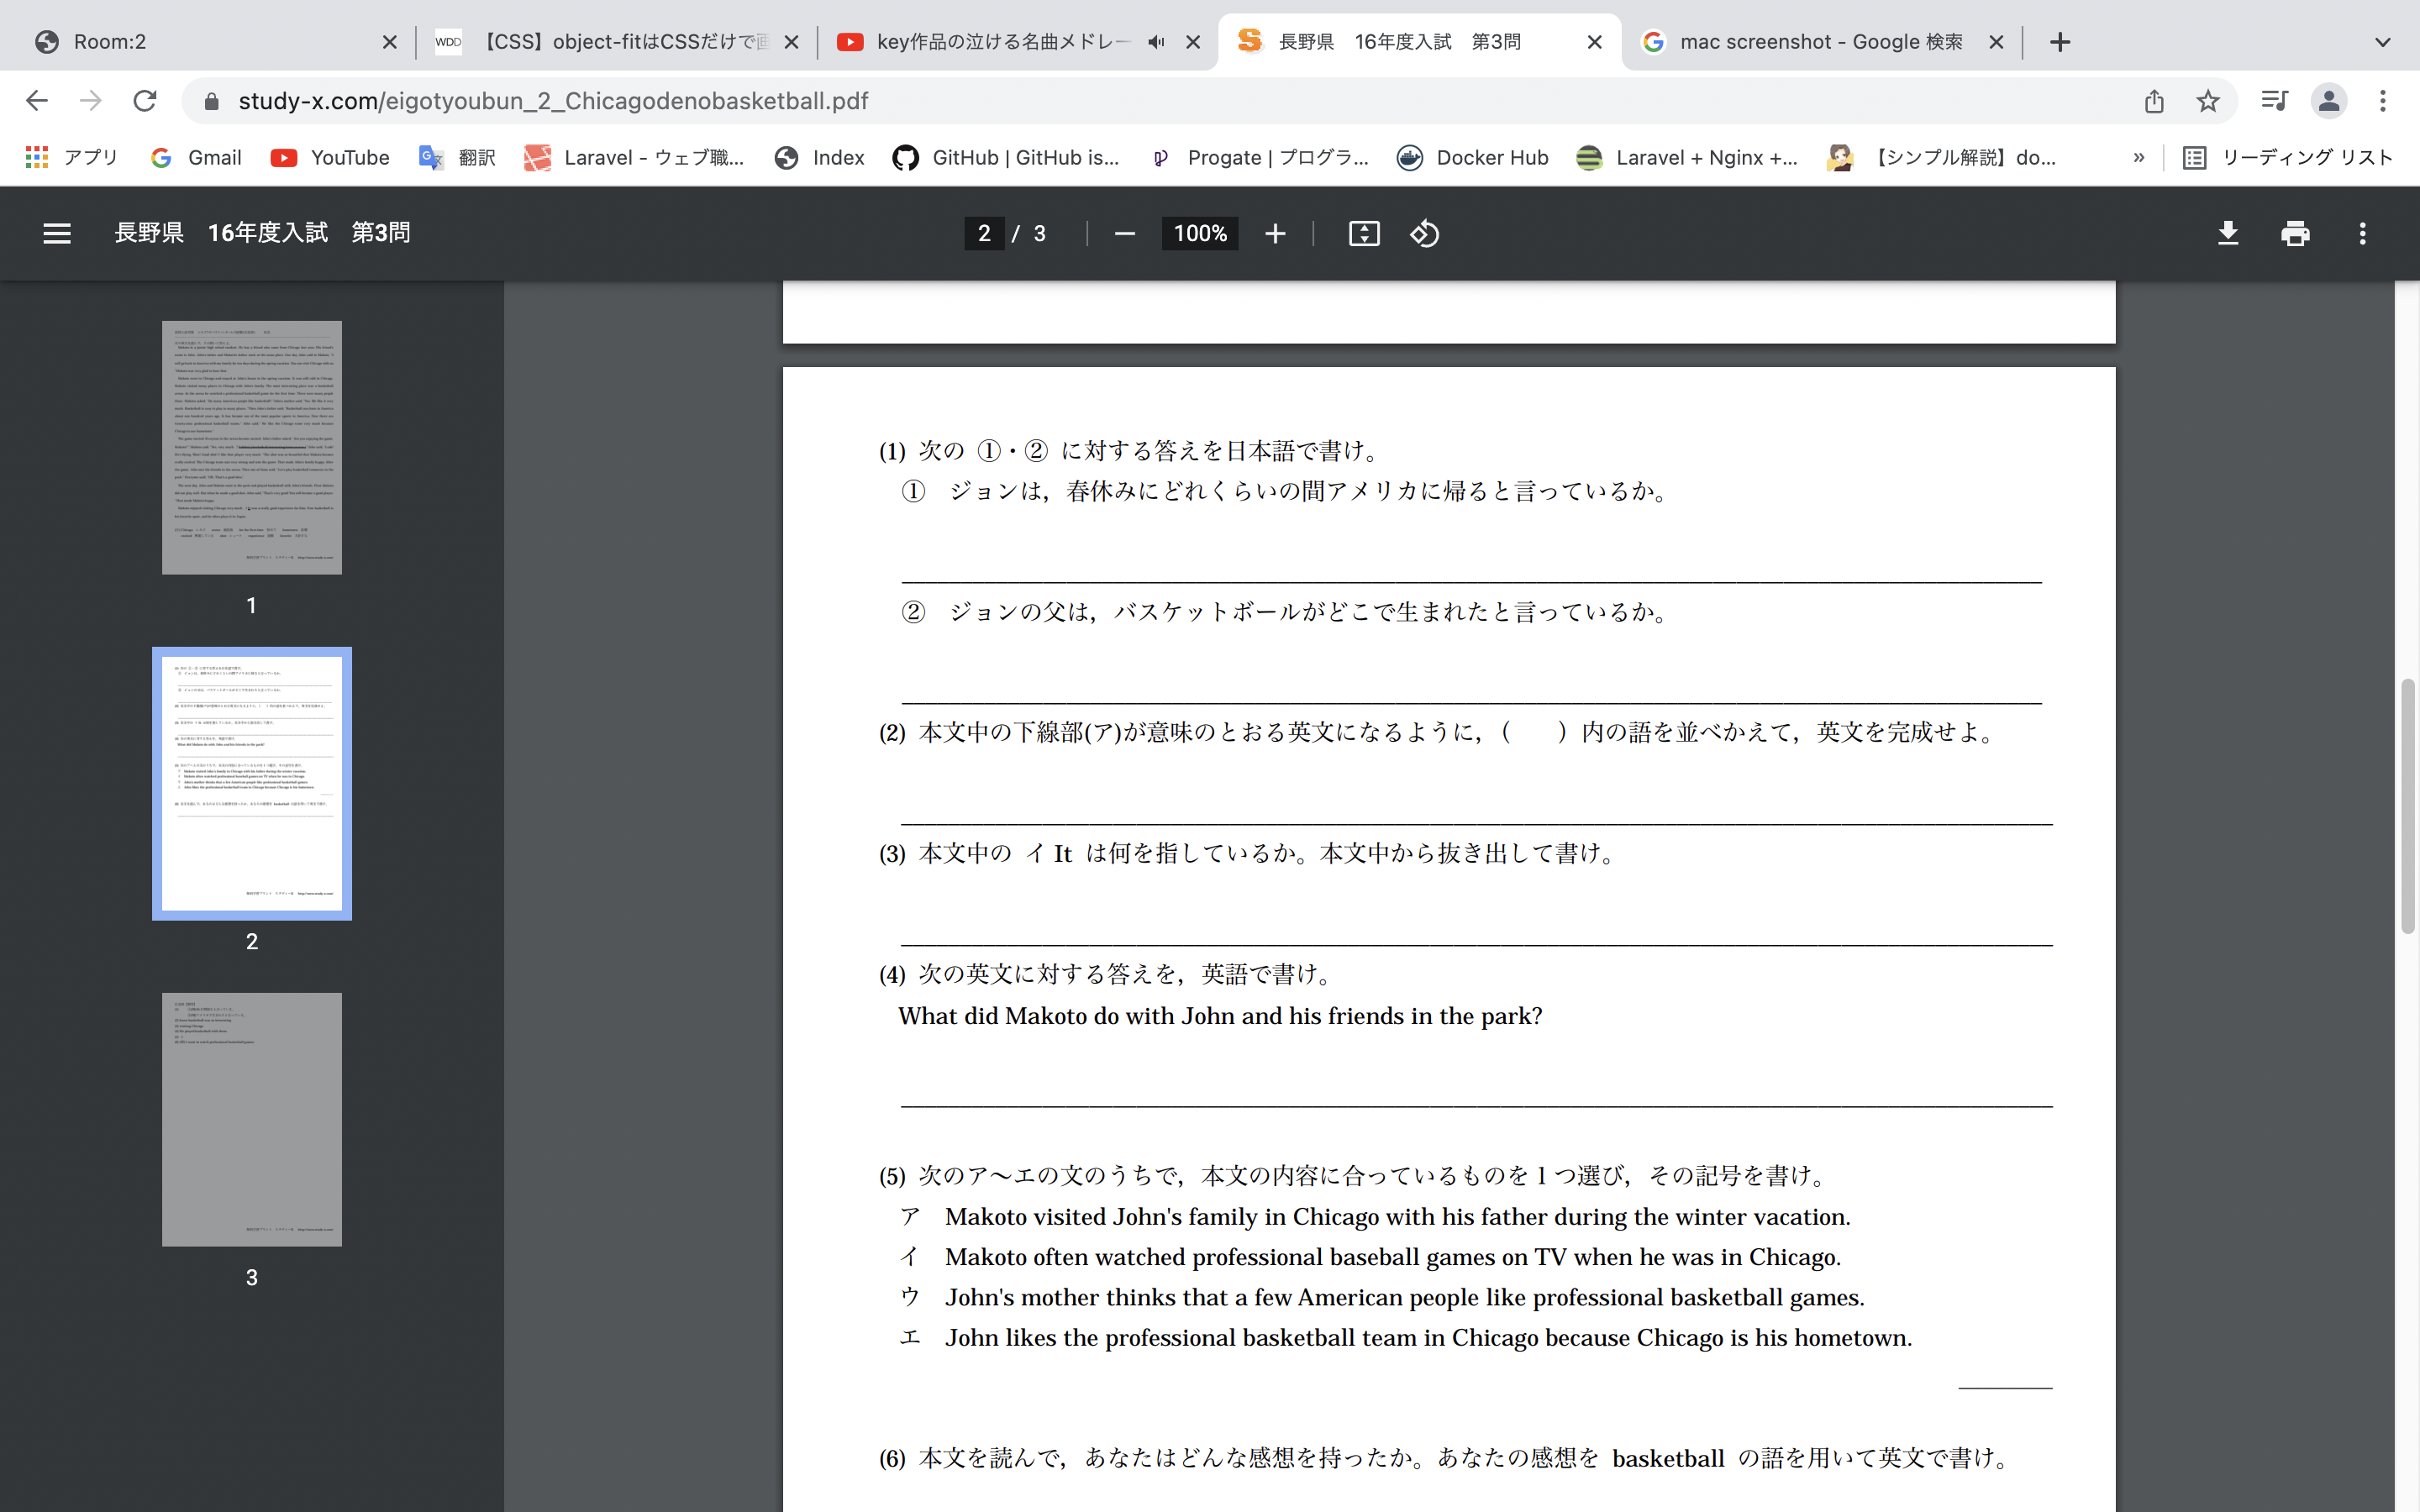 Room:2
WDD 【CSS】object-fitはCSSだけで画
key作品の泣ける名曲メドレー
長野県 16年度入試 第3問
mac screenshot - Google 検索
study-x.com/eigotyoubun_2_Chicagodenobasketball.pdf
アプリ
Gmail
YouTube
翻訳
Laravel - ウェブ職...
Index
GitHub | GitHub is...
Progate | プログラ...
Docker Hub
Laravel + Nginx +...
【シンプル解説】do...
»
リーディング リスト
長野県 16年度入試 第3問
2 / 3
100%
1
2
3
(1) 次の ①・② に対する答えを日本語で書け。
① ジョンは，春休みにどれくらいの間アメリカに帰ると言っているか。
② ジョンの父は，バスケットボールがどこで生まれたと言っているか。
(2) 本文中の下線部(ア)が意味のとおる英文になるように，（　　）内の語を並べかえて，英文を完成せよ。
(3) 本文中の イ It は何を指しているか。本文中から抜き出して書け。
(4) 次の英文に対する答えを，英語で書け。
What did Makoto do with John and his friends in the park?
(5) 次のア～エの文のうちで，本文の内容に合っているものを１つ選び，その記号を書け。
ア Makoto visited John's family in Chicago with his father during the winter vacation.
イ Makoto often watched professional baseball games on TV when he was in Chicago.
ウ John's mother thinks that a few American people like professional basketball games.
エ John likes the professional basketball team in Chicago because Chicago is his hometown.
(6) 本文を読んで，あなたはどんな感想を持ったか。あなたの感想を basketball の語を用いて英文で書け。